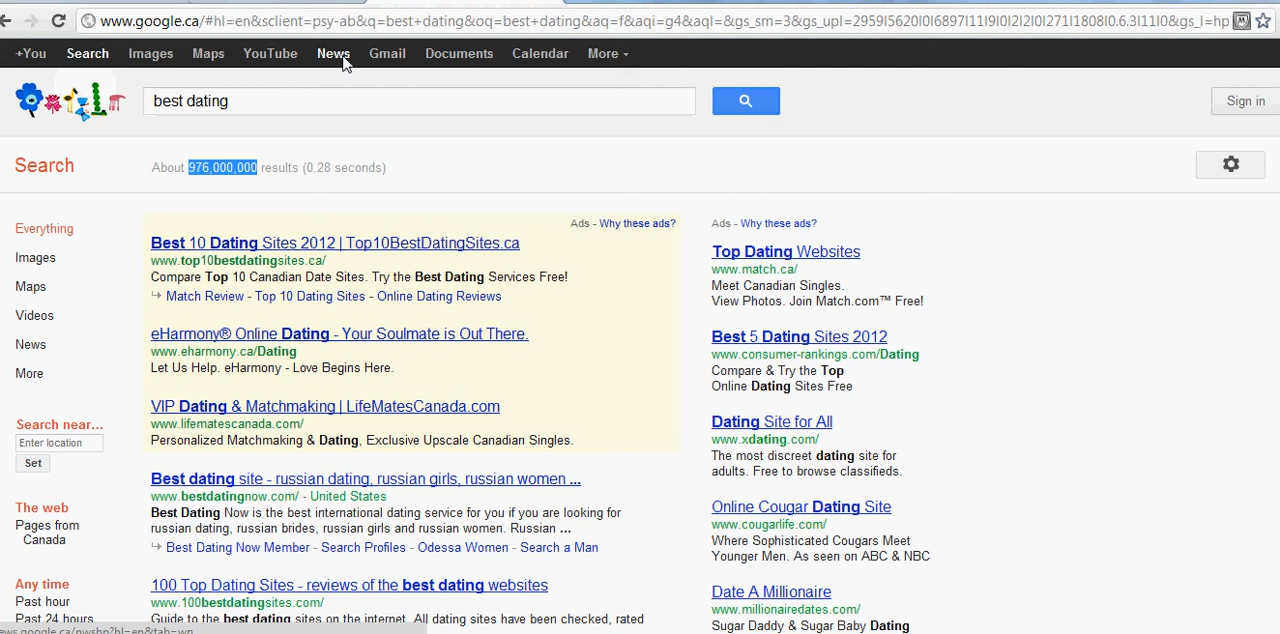 www.google.ca/#hl=en&sclient=psy-ab&q=best+dating&oq=best+dating&aq=f&aqi=g4&aql=&gs_sm=3&gs_upl=2959l5620l0l6897l11l9l0l2l2l0l271l1808l0.6.3l11l0&gs_l=hp
+You Search Images Maps YouTube News Gmail Documents Calendar More
best dating
Sign in
Search
About 976,000,000 results (0.28 seconds)
Everything
Images
Maps
Videos
News
More
Search near...
Enter location
Set
The web
Pages from
Canada
Any time
Past hour
Past 24 hours
Ads - Why these ads?
Best 10 Dating Sites 2012 | Top10BestDatingSites.ca
www.top10bestdatingsites.ca/
Compare Top 10 Canadian Date Sites. Try the Best Dating Services Free!
Match Review - Top 10 Dating Sites - Online Dating Reviews
eHarmony® Online Dating - Your Soulmate is Out There.
www.eharmony.ca/Dating
Let Us Help. eHarmony - Love Begins Here.
VIP Dating & Matchmaking | LifeMatesCanada.com
www.lifematescanada.com/
Personalized Matchmaking & Dating, Exclusive Upscale Canadian Singles.
Best dating site - russian dating, russian girls, russian women ...
www.bestdatingnow.com/ - United States
Best Dating Now is the best international dating service for you if you are looking for
russian dating, russian brides, russian girls and russian women. Russian ...
Best Dating Now Member - Search Profiles - Odessa Women - Search a Man
100 Top Dating Sites - reviews of the best dating websites
www.100bestdatingsites.com/
Guide to the best dating sites on the internet. All dating sites have been checked, rated
Ads - Why these ads?
Top Dating Websites
www.match.ca/
Meet Canadian Singles.
View Photos. Join Match.com™ Free!
Best 5 Dating Sites 2012
www.consumer-rankings.com/Dating
Compare & Try the Top
Online Dating Sites Free
Dating Site for All
www.xdating.com/
The most discreet dating site for
adults. Free to browse classifieds.
Online Cougar Dating Site
www.cougarlife.com/
Where Sophisticated Cougars Meet
Younger Men. As seen on ABC & NBC
Date A Millionaire
www.millionairedates.com/
Sugar Daddy & Sugar Baby Dating